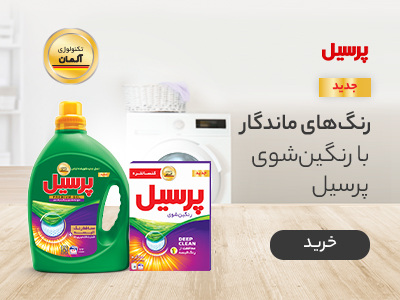 تکنولوژی
آلمان
پرسیل
جدید
رنگ‌های ماندگار
با رنگین‌شوی
پرسیل
خرید
پرسیل
پرسیل
رنگین‌شوی
DEEP
CLEAN